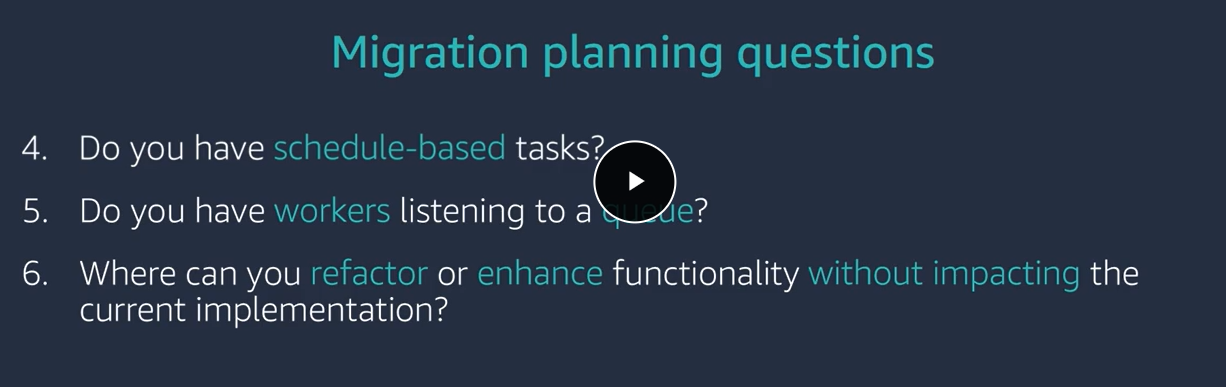 Migration planning questions
4. Do you have schedule-based tasks?
5. Do you have workers listening to a queue?
6. Where can you refactor or enhance functionality without impacting the
current implementation?